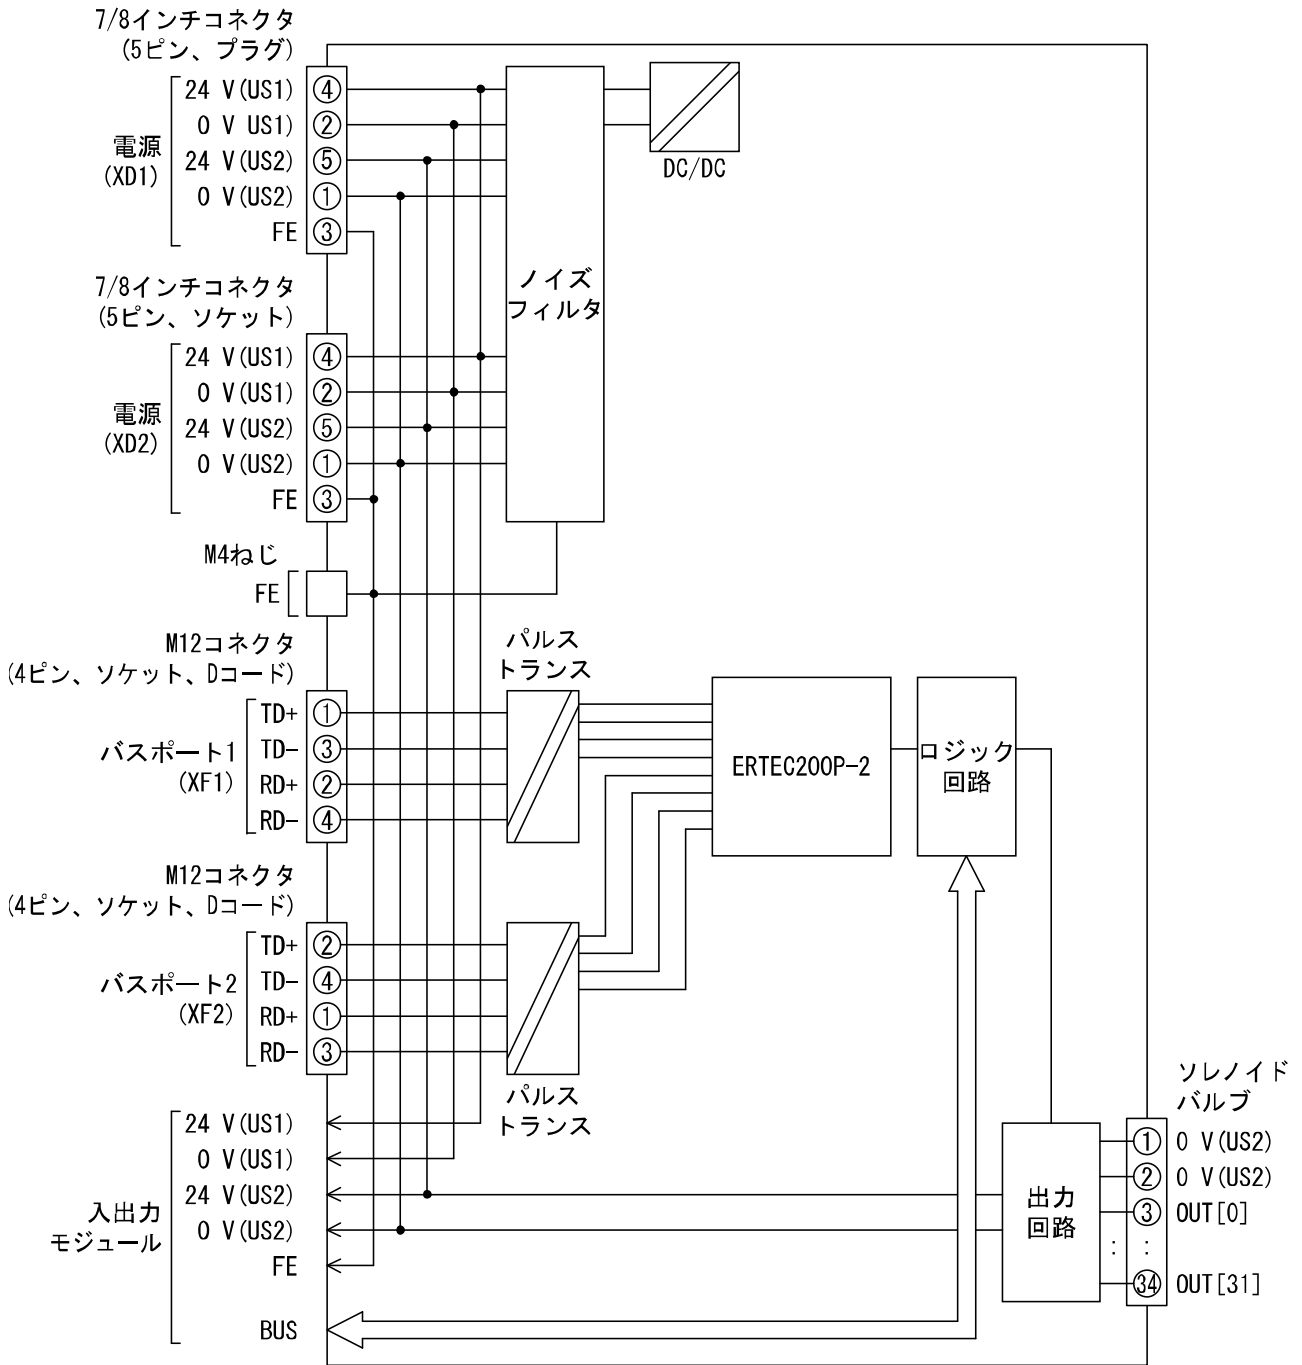 7/8インチコネクタ
(5ピン、プラグ)
電源
(XD1)
24 V(US1)
④
0 V US1)
②
24 V(US2)
⑤
0 V(US2)
①
FE
③
ノイズ
フィルタ
DC/DC
7/8インチコネクタ
(5ピン、ソケット)
電源
(XD2)
24 V(US1)
④
0 V(US1)
②
24 V(US2)
⑤
0 V(US2)
①
FE
③
M4ねじ
FE
M12コネクタ
(4ピン、ソケット、Dコード)
バスポート1
(XF1)
TD+
①
TD-
③
RD+
②
RD-
④
パルス
トランス
ERTEC200P-2
ロジック
回路
M12コネクタ
(4ピン、ソケット、Dコード)
バスポート2
(XF2)
TD+
②
TD-
④
RD+
①
RD-
③
パルス
トランス
入出力
モジュール
24 V(US1)
0 V(US1)
24 V(US2)
0 V(US2)
FE
BUS
出力
回路
ソレノイド
バルブ
① 0 V(US2)
② 0 V(US2)
③ OUT[0]
: :
㉞ OUT[31]